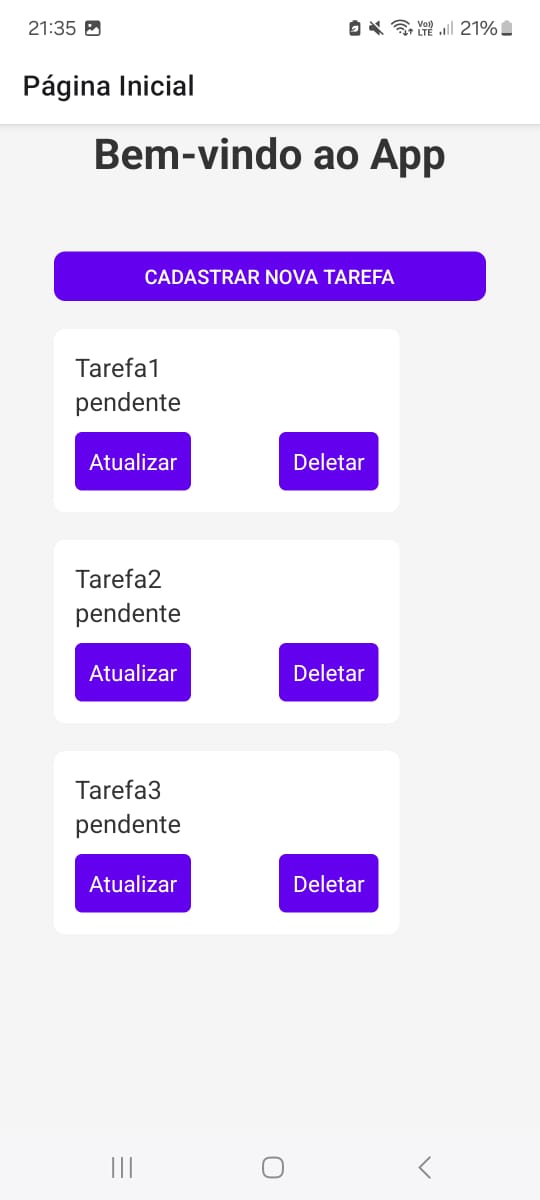 21:35
Vo)) LTE 21%
Página Inicial
Bem-vindo ao App
CADASTRAR NOVA TAREFA
Tarefa1
pendente
Atualizar Deletar
Tarefa2
pendente
Atualizar Deletar
Tarefa3
pendente
Atualizar Deletar